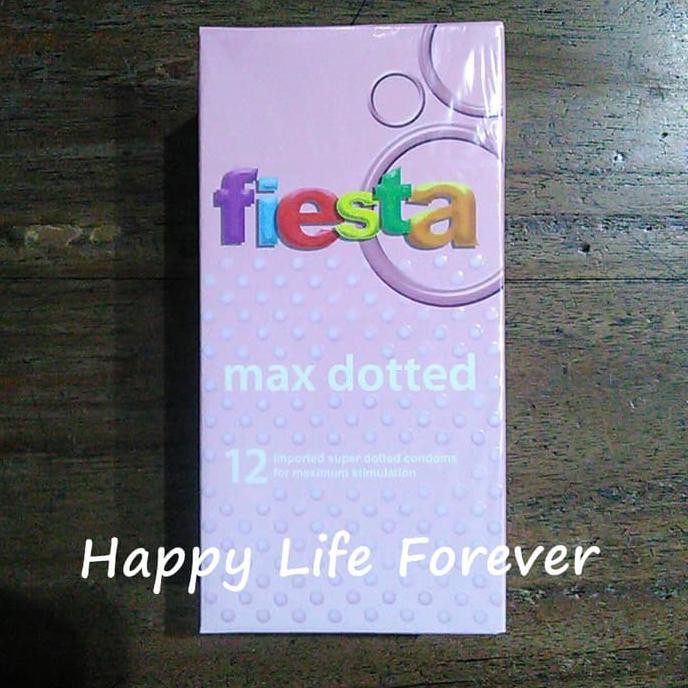 fiesta
max dotted
12 imported super dotted condoms
for maximum stimulation
Happy Life Forever